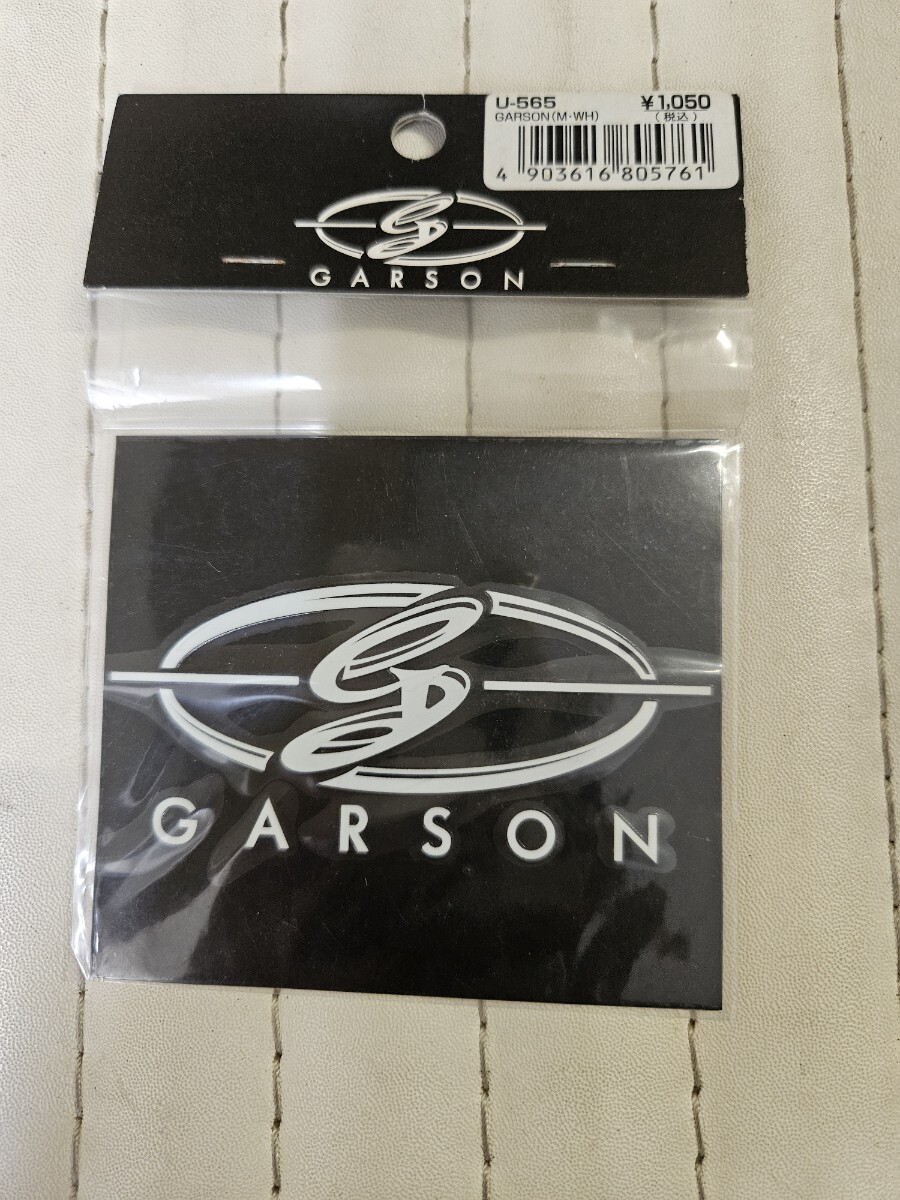 U-565 ¥1,050
GARSON(M・WH) (税込)
4 903616 805761
GARSON
GARSON